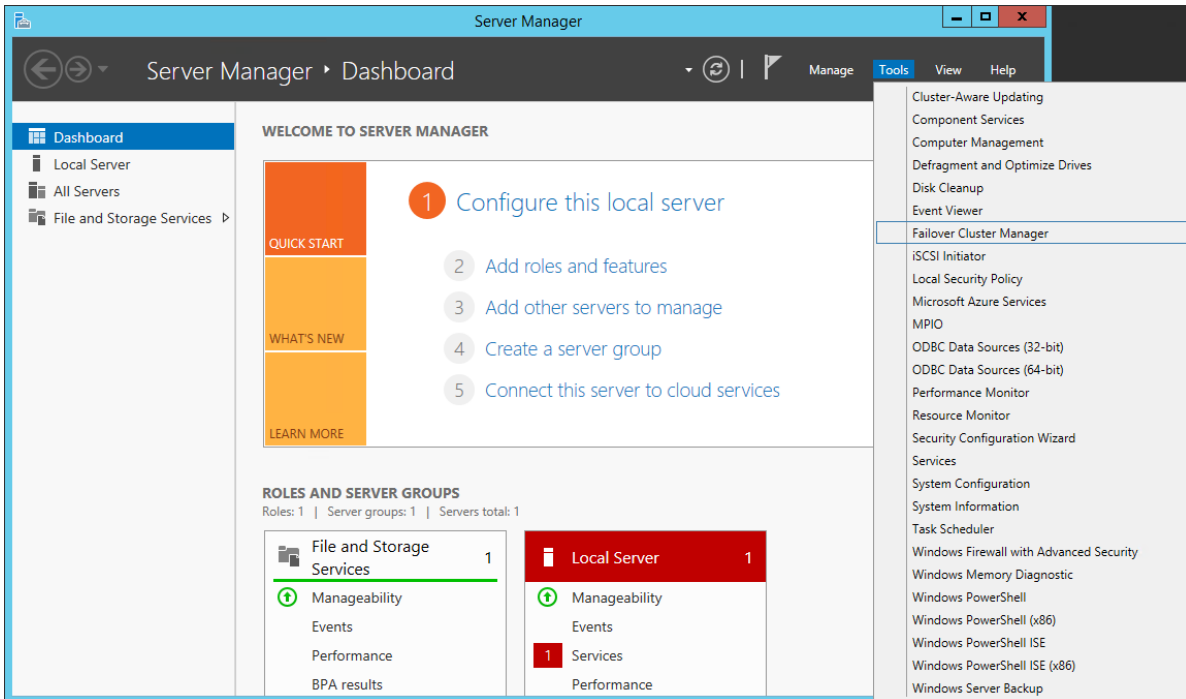 Server Manager
Server Manager • Dashboard
Manage Tools View Help
Dashboard
Local Server
All Servers
File and Storage Services
WELCOME TO SERVER MANAGER
QUICK START
WHAT'S NEW
LEARN MORE
1 Configure this local server
2 Add roles and features
3 Add other servers to manage
4 Create a server group
5 Connect this server to cloud services
ROLES AND SERVER GROUPS
Roles: 1 | Server groups: 1 | Servers total: 1
File and Storage
Services 1
Manageability
Events
Performance
BPA results
Local Server 1
Manageability
Events
1 Services
Performance
Cluster-Aware Updating
Component Services
Computer Management
Defragment and Optimize Drives
Disk Cleanup
Event Viewer
Failover Cluster Manager
iSCSI Initiator
Local Security Policy
Microsoft Azure Services
MPIO
ODBC Data Sources (32-bit)
ODBC Data Sources (64-bit)
Performance Monitor
Resource Monitor
Security Configuration Wizard
Services
System Configuration
System Information
Task Scheduler
Windows Firewall with Advanced Security
Windows Memory Diagnostic
Windows PowerShell
Windows PowerShell (x86)
Windows PowerShell ISE
Windows PowerShell ISE (x86)
Windows Server Backup